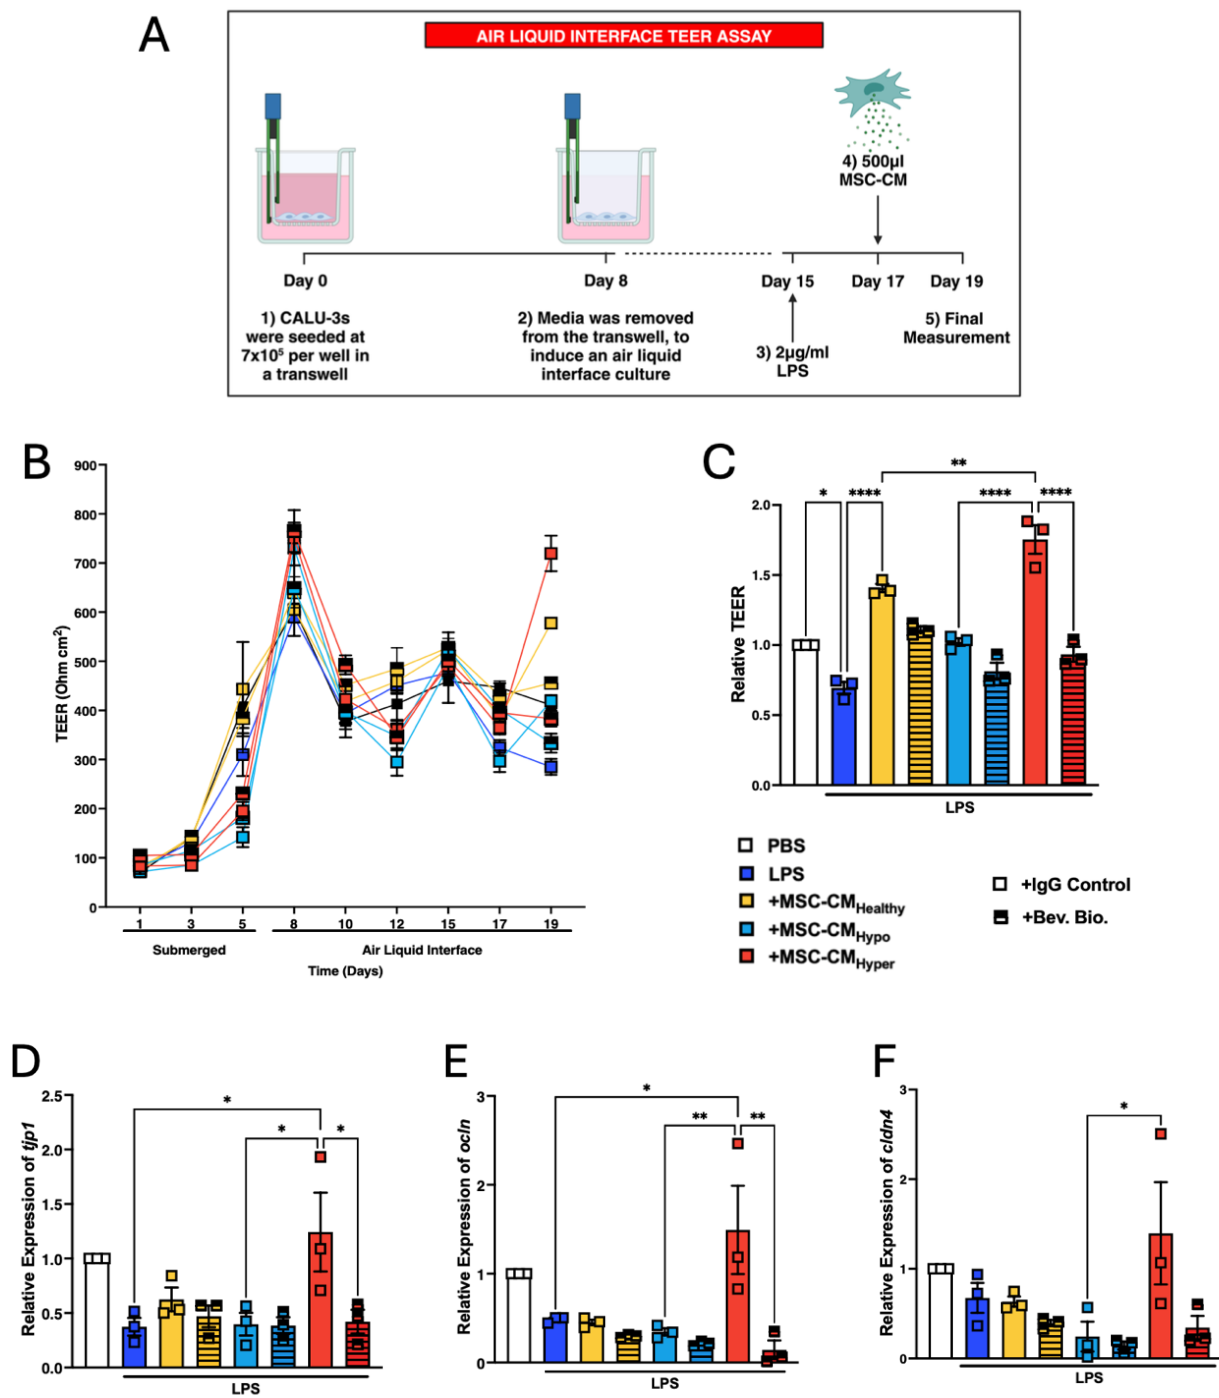 A
AIR LIQUID INTERFACE TEER ASSAY
4) 500µl
MSC-CM
Day 0
Day 8
Day 15
Day 17
Day 19
1) CALU-3s
were seeded at
7x10⁵ per well in
a transwell
2) Media was removed
from the transwell, to
induce an air liquid
interface culture
3) 2µg/ml
LPS
5) Final
Measurement
B
TEER (Ohm cm²)
900
800
700
600
500
400
300
200
100
0
1 3 5 8 10 12 15 17 19
Submerged
Air Liquid Interface
Time (Days)
C
Relative TEER
2.0
1.5
1.0
0.5
0.0
**
* **** **** ****
LPS
PBS
LPS
+MSC-CM Healthy
+MSC-CM Hypo
+MSC-CM Hyper
+IgG Control
+Bev. Bio.
D
Relative Expression of tjp1
2.5
2.0
1.5
1.0
0.5
0.0
*
* *
LPS
E
Relative Expression of ocln
3
2
1
0
*
** **
LPS
F
Relative Expression of cldn4
3
2
1
0
*
LPS